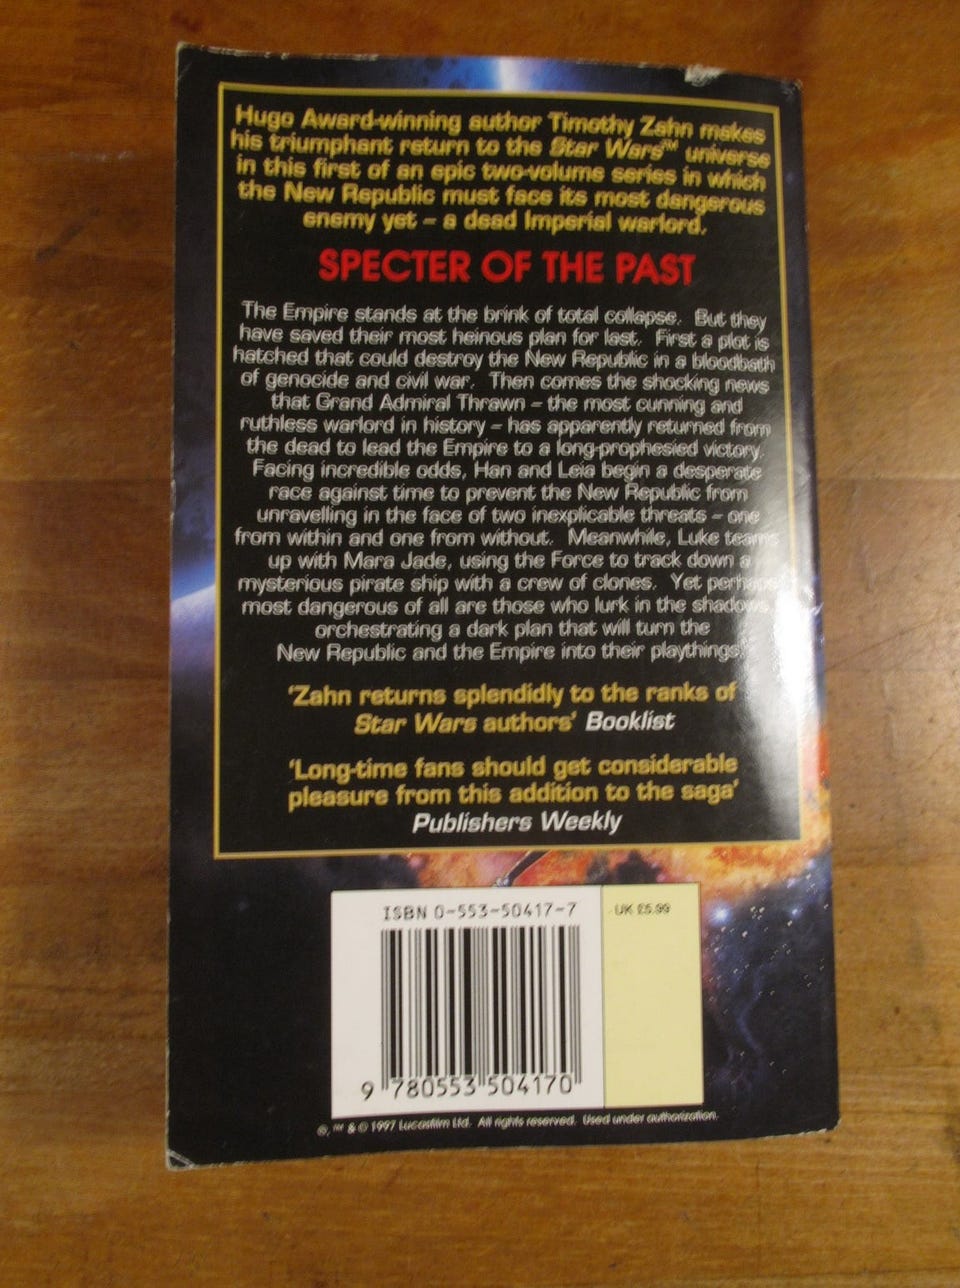 Hugo Award-winning author Timothy Zahn makes
his triumphant return to the Star Wars™ universe
in this first of an epic two-volume series in which
the New Republic must face its most dangerous
enemy yet – a dead Imperial warlord.
SPECTER OF THE PAST
The Empire stands at the brink of total collapse. But they
have saved their most heinous plan for last. First a plot is
hatched that could destroy the New Republic in a bloodbath
of genocide and civil war. Then comes the shocking news
that Grand Admiral Thrawn – the most cunning and
ruthless warlord in history – has apparently returned from
the dead to lead the Empire to a long-prophesied victory.
Facing incredible odds, Han and Leia begin a desperate
race against time to prevent the New Republic from
unravelling in the face of two inexplicable threats – one
from within and one from without. Meanwhile, Luke teams
up with Mara Jade, using the Force to track down a
mysterious pirate ship with a crew of clones. Yet perhaps
most dangerous of all are those who lurk in the shadows,
orchestrating a dark plan that will turn the
New Republic and the Empire into their playthings.
'Zahn returns splendidly to the ranks of
Star Wars authors' Booklist
'Long-time fans should get considerable
pleasure from this addition to the saga'
Publishers Weekly
ISBN 0-553-50417-7
UK £5.99
9 780553 504170
®, ™ & © 1997 Lucasfilm Ltd. All rights reserved. Used under authorization.